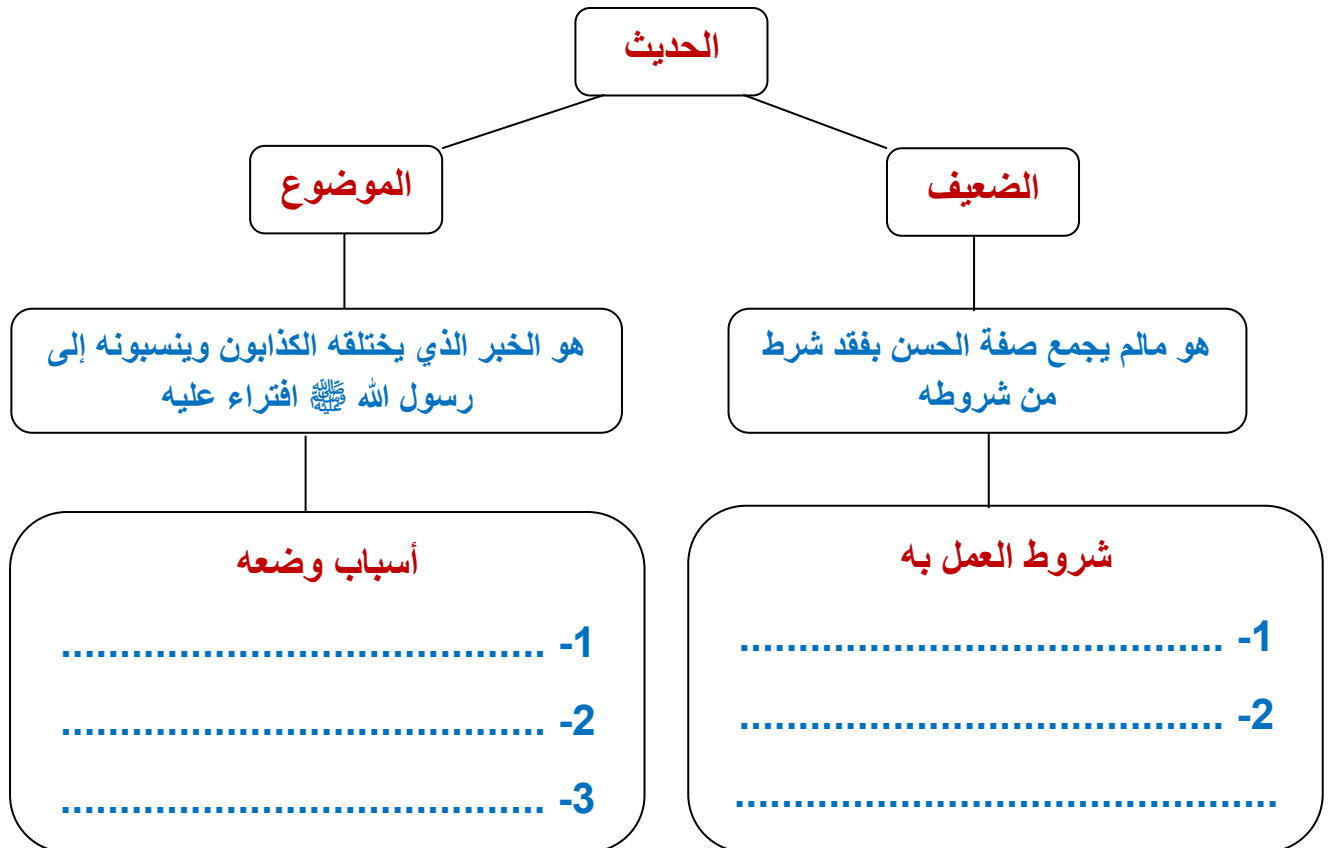 الحديث
الضعيف
الموضوع
هو مالم يجمع صفة الحسن بفقد شرط
من شروطه
هو الخبر الذي يختلقه الكذابون وينسبونه إلى
رسول الله ﷺ افتراء عليه
شروط العمل به
1- .........................................
2- .........................................
..............................................
أسباب وضعه
1- .........................................
2- .........................................
3- .........................................